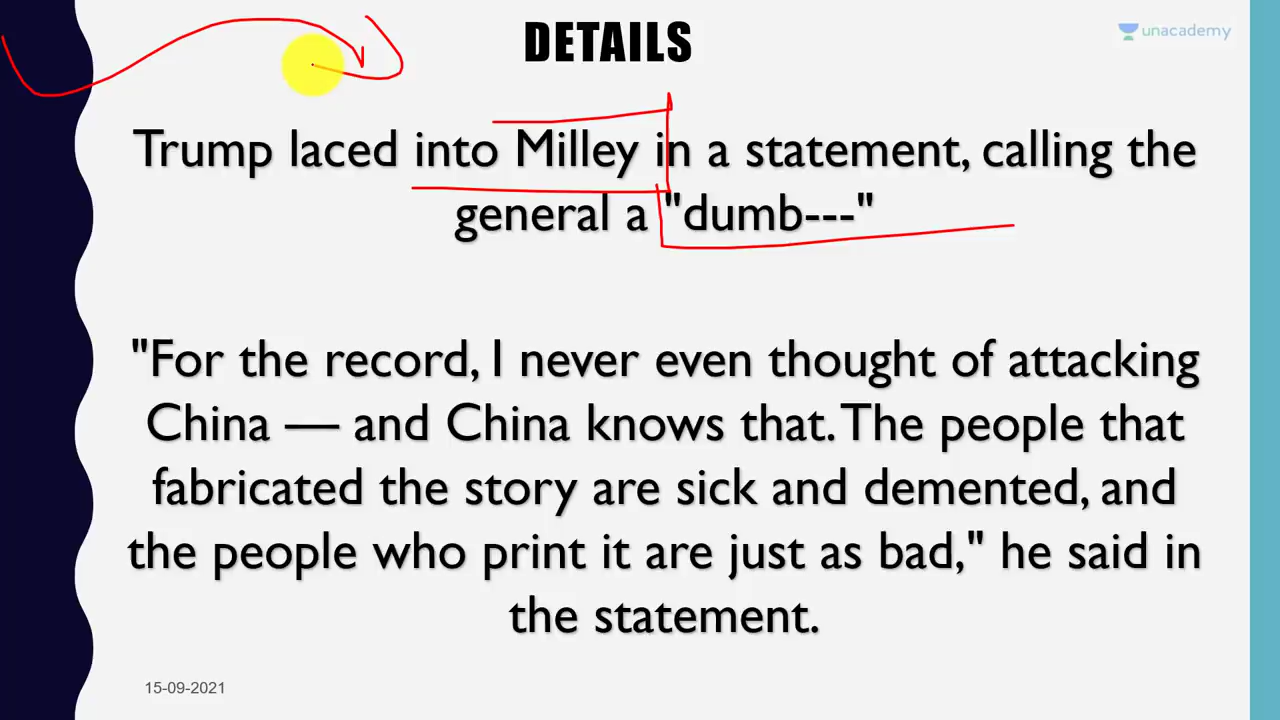 DETAILS
unacademy
Trump laced into Milley in a statement, calling the
general a "dumb---"
"For the record, I never even thought of attacking
China — and China knows that. The people that
fabricated the story are sick and demented, and
the people who print it are just as bad," he said in
the statement.
15-09-2021